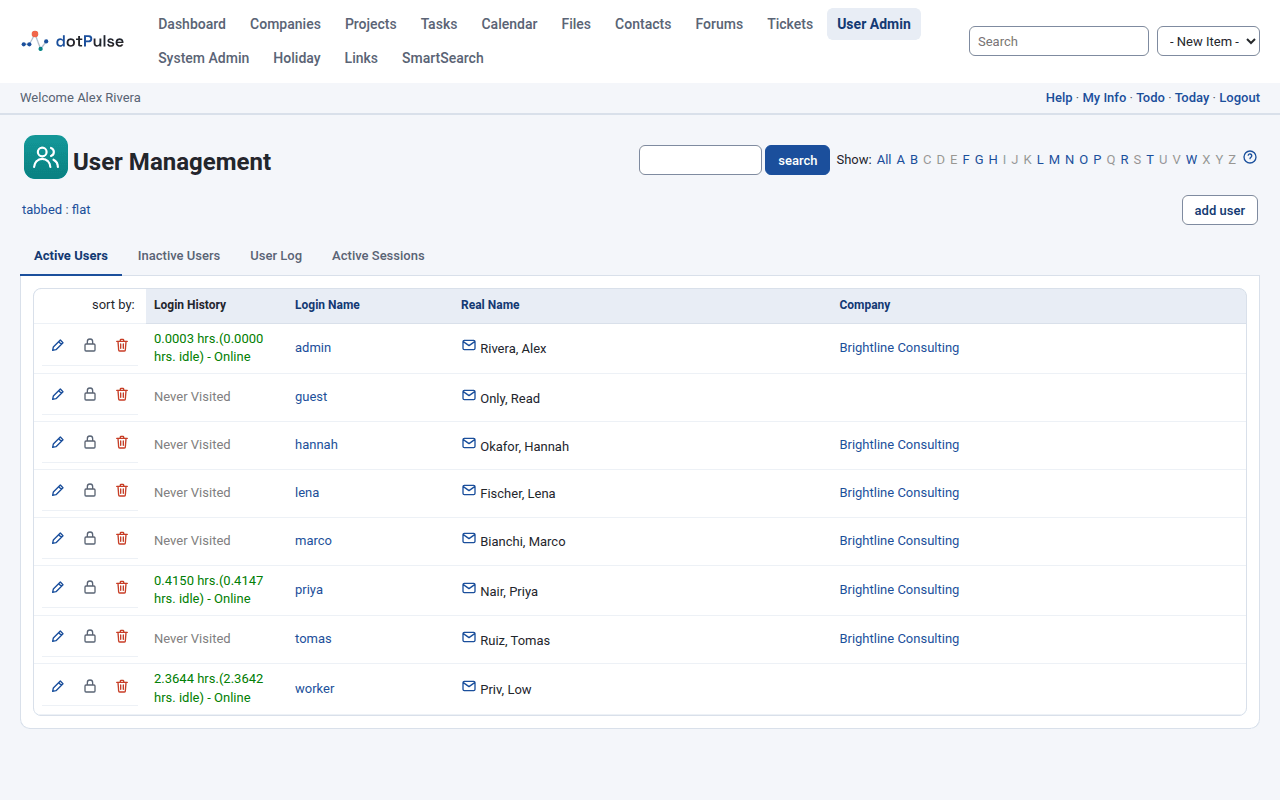 dotPulse
Dashboard Companies Projects Tasks Calendar Files Contacts Forums Tickets User Admin
System Admin Holiday Links SmartSearch
Search
- New Item -
Welcome Alex Rivera
Help · My Info · Todo · Today · Logout
User Management
search
Show: All A B C D E F G H I J K L M N O P Q R S T U V W X Y Z
tabbed : flat
add user
Active Users Inactive Users User Log Active Sessions
sort by: Login History Login Name Real Name Company
0.0003 hrs.(0.0000
hrs. idle) - Online
admin Rivera, Alex Brightline Consulting
Never Visited guest Only, Read
Never Visited hannah Okafor, Hannah Brightline Consulting
Never Visited lena Fischer, Lena Brightline Consulting
Never Visited marco Bianchi, Marco Brightline Consulting
0.4150 hrs.(0.4147
hrs. idle) - Online
priya Nair, Priya Brightline Consulting
Never Visited tomas Ruiz, Tomas Brightline Consulting
2.3644 hrs.(2.3642
hrs. idle) - Online
worker Priv, Low